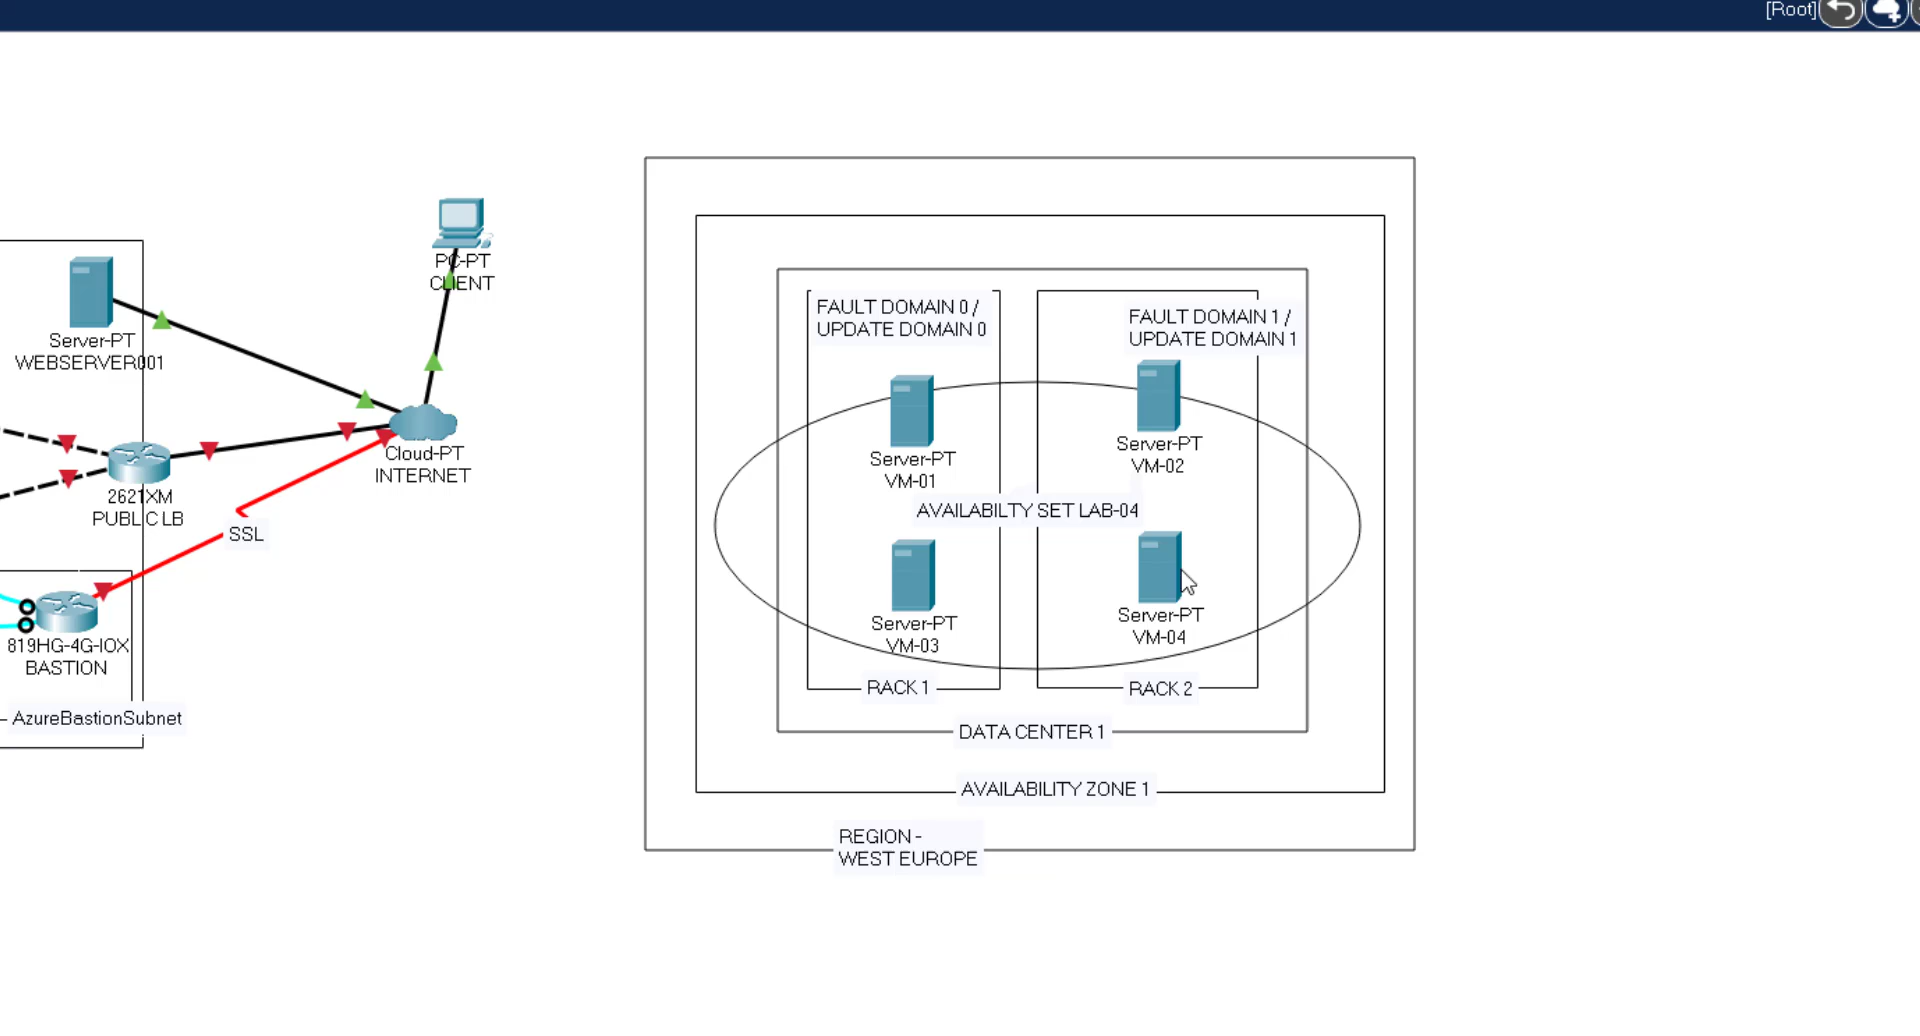 [Root]
PC-PT
CLIENT
Server-PT
WEBSERVER001
Cloud-PT
INTERNET
2621XM
PUBLIC LB
SSL
819HG-4G-IOX
BASTION
- AzureBastionSubnet
FAULT DOMAIN 0 /
UPDATE DOMAIN 0
FAULT DOMAIN 1 /
UPDATE DOMAIN 1
Server-PT
VM-01
Server-PT
VM-02
AVAILABILTY SET LAB-04
Server-PT
VM-03
Server-PT
VM-04
RACK 1
RACK 2
DATA CENTER 1
AVAILABILITY ZONE 1
REGION -
WEST EUROPE